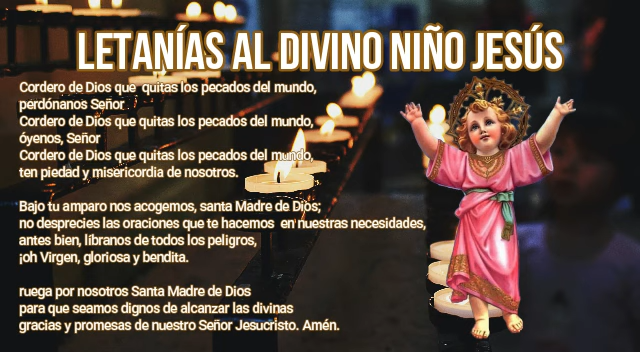 LETANÍAS AL DIVINO NIÑO JESÚS
Cordero de Dios que quitas los pecados del mundo,
perdónanos Señor.
Cordero de Dios que quitas los pecados del mundo,
óyenos, Señor
Cordero de Dios que quitas los pecados del mundo,
ten piedad y misericordia de nosotros.
Bajo tu amparo nos acogemos, santa Madre de Dios;
no desprecies las oraciones que te hacemos en nuestras necesidades,
antes bien, líbranos de todos los peligros,
¡oh Virgen, gloriosa y bendita.
ruega por nosotros Santa Madre de Dios
para que seamos dignos de alcanzar las divinas
gracias y promesas de nuestro Señor Jesucristo. Amén.